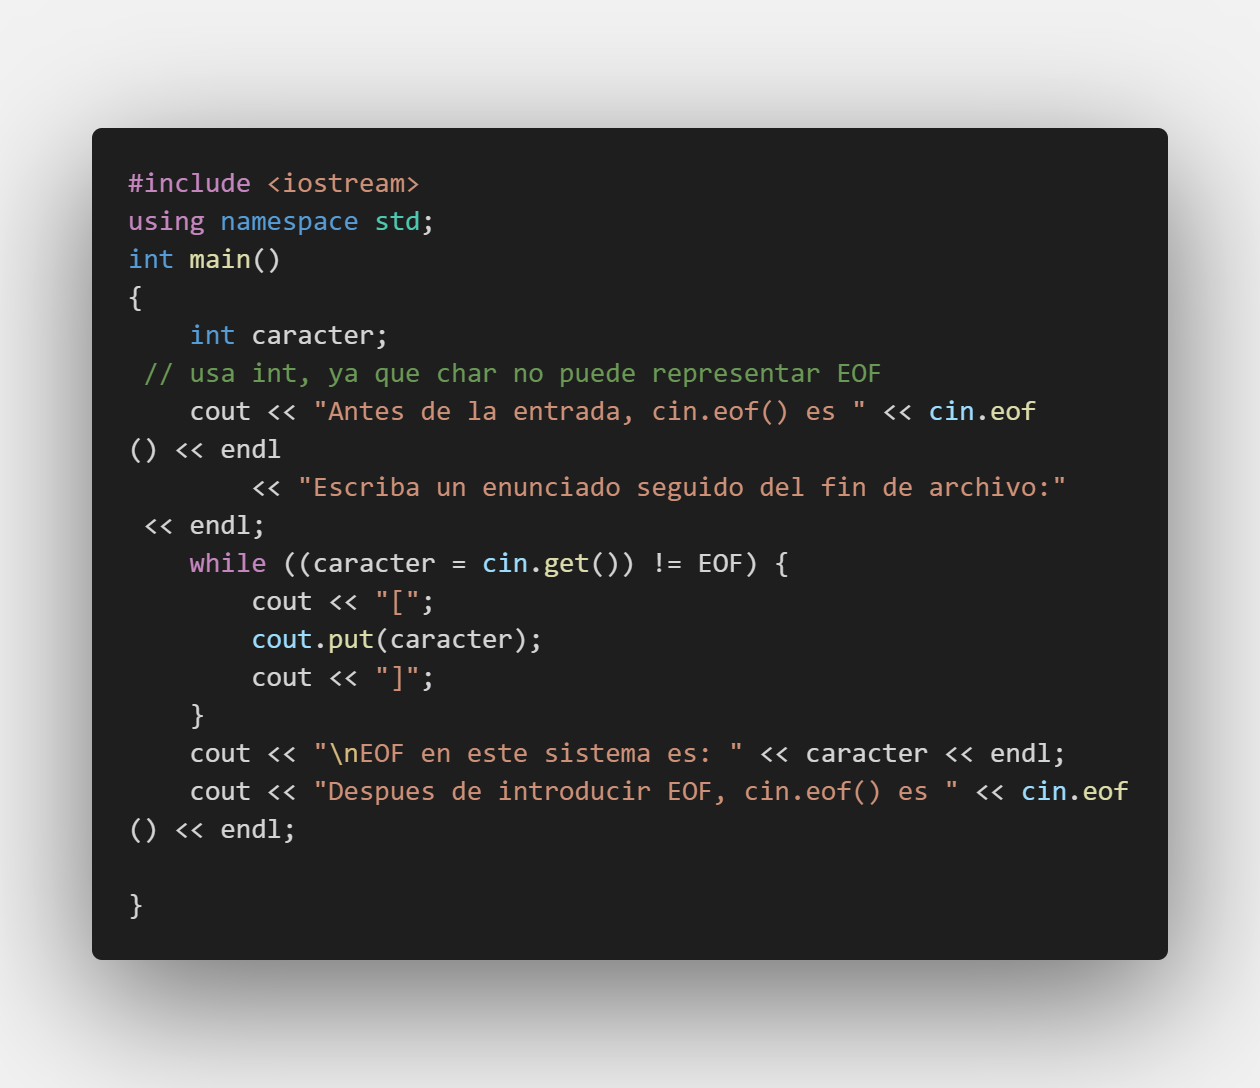 #include <iostream>
using namespace std;
int main()
{
    int caracter;
 // usa int, ya que char no puede representar EOF
    cout << "Antes de la entrada, cin.eof() es " << cin.eof
() << endl
        << "Escriba un enunciado seguido del fin de archivo:"
 << endl;
    while ((caracter = cin.get()) != EOF) {
        cout << "[";
        cout.put(caracter);
        cout << "]";
    }
    cout << "\nEOF en este sistema es: " << caracter << endl;
    cout << "Despues de introducir EOF, cin.eof() es " << cin.eof
() << endl;

}